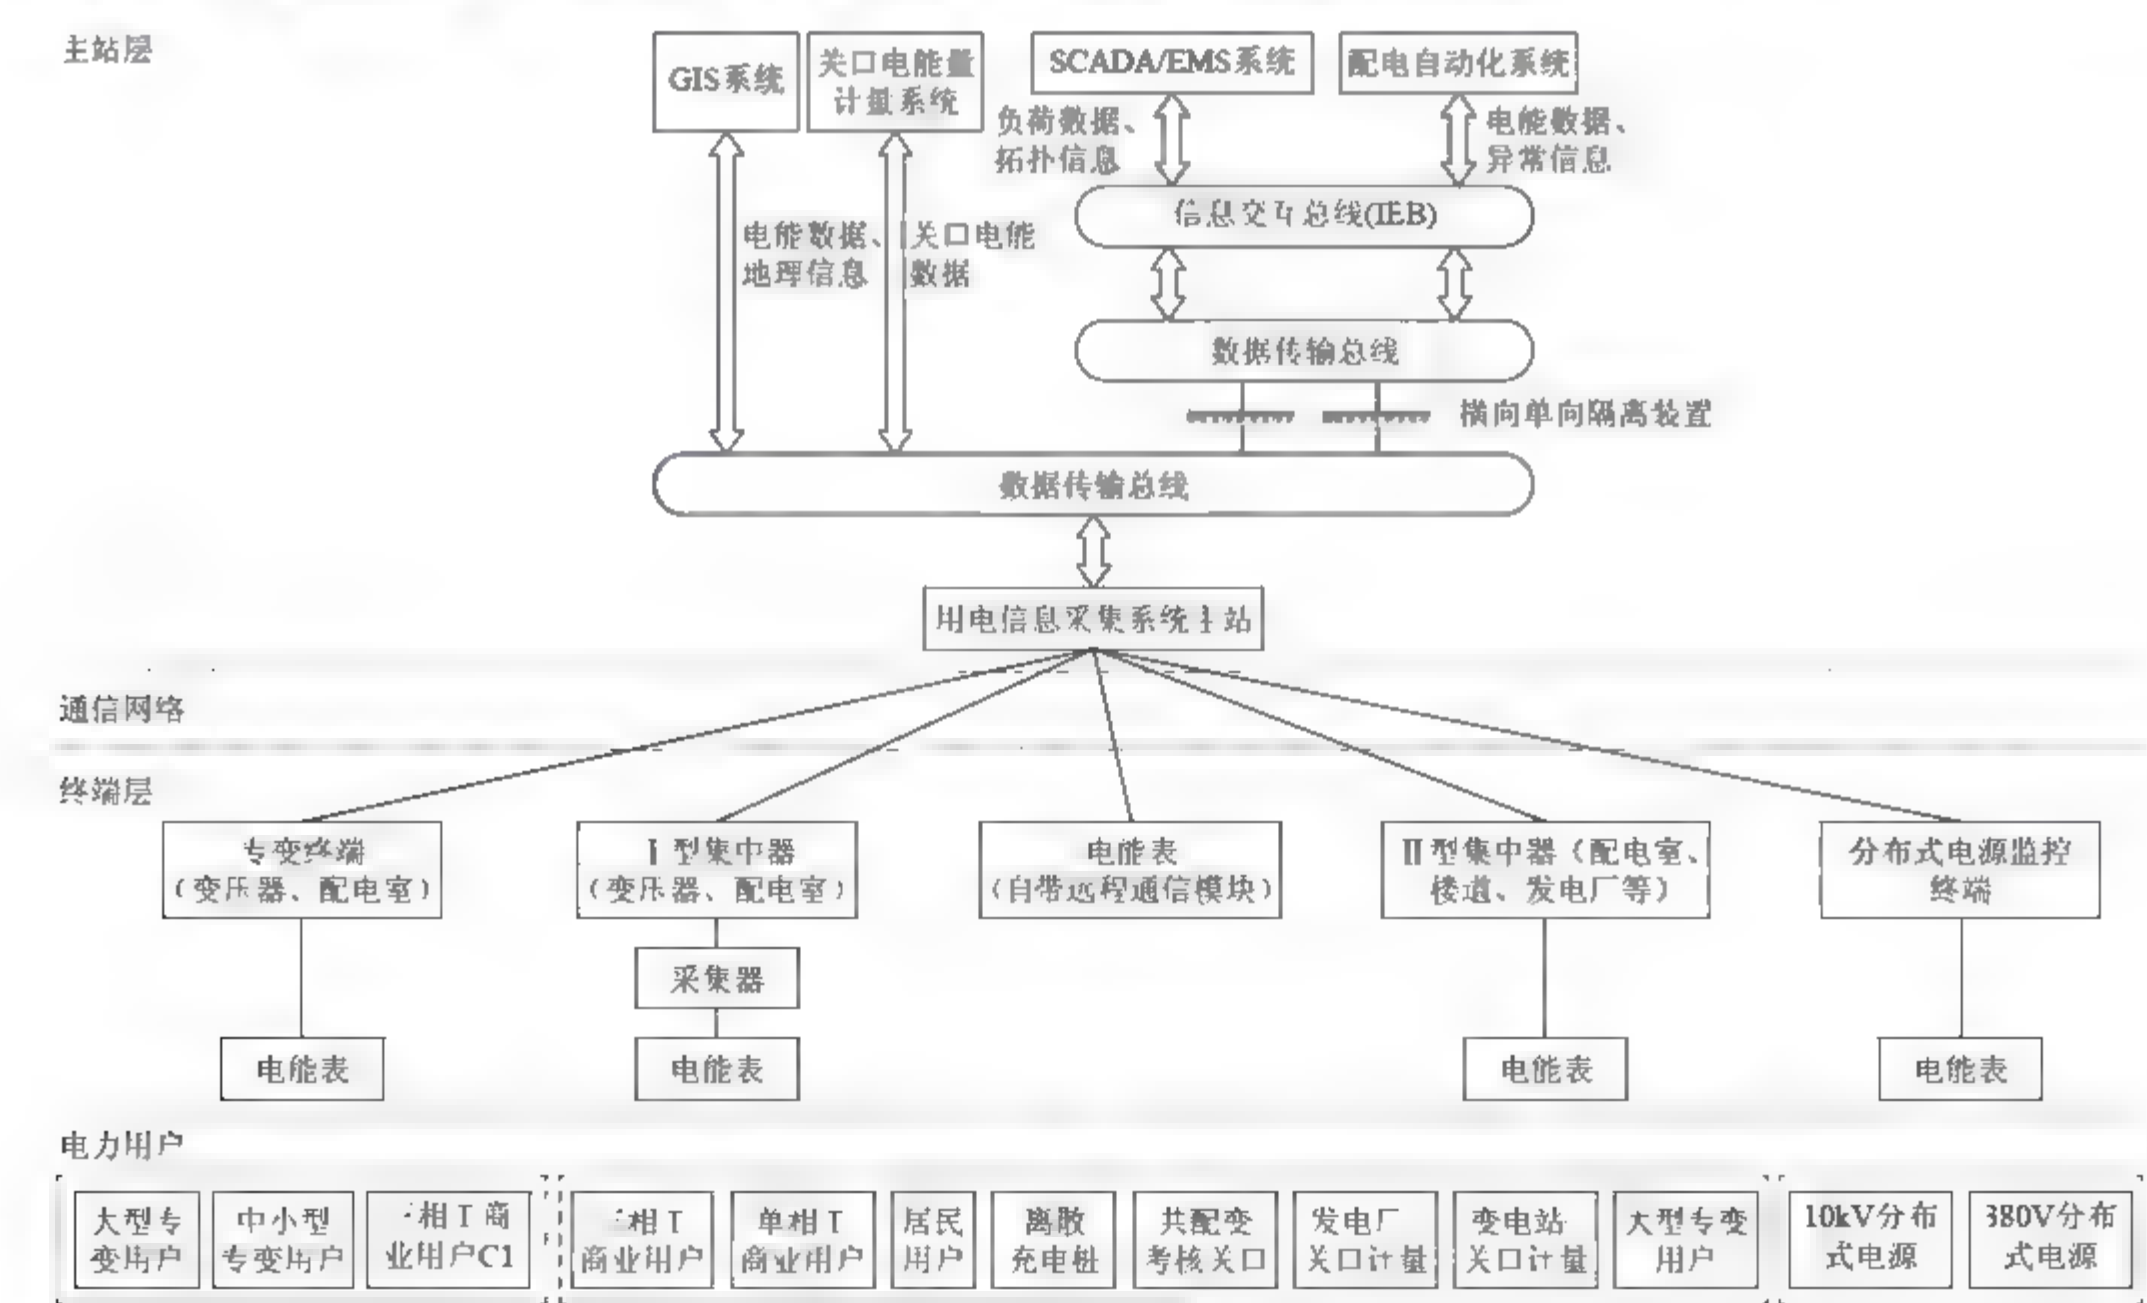 主站层
GIS系统
关口电能量
计量系统
SCADA/EMS系统
配电自动化系统
负荷数据、
拓扑信息
电能数据、
异常信息
信息交互总线(IEB)
电能数据、
地理信息
关口电能
数据
数据传输总线
横向单向隔离装置
数据传输总线
用电信息采集系统主站
通信网络
终端层
专变终端
(变压器、配电室)
I型集中器
(变压器、配电室)
电能表
(自带远程通信模块)
II型集中器(配电室、
楼道、发电厂等)
分布式电源监控
终端
采集器
电能表
电能表
电能表
电能表
电力用户
大型专
变用户
中小型
专变用户
三相工商
业用户C1
三相工
商业用户
单相工
商业用户
居民
用户
离散
充电桩
共配变
考核关口
发电厂
关口计量
变电站
关口计量
大型专变
用户
10kV分布
式电源
380V分布
式电源